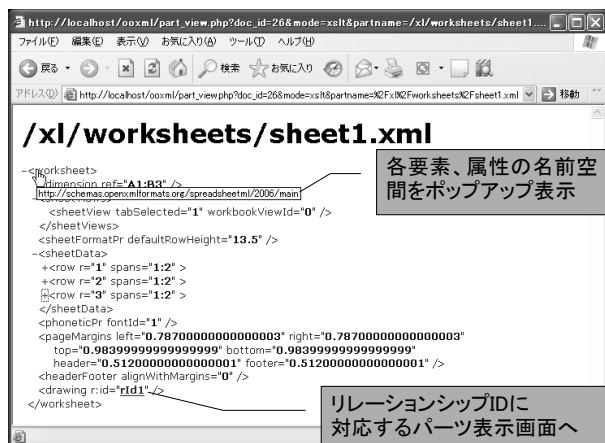 http://localhost/ooxml/part_view.php?doc_id=26&mode=xslt&partname=/xl/worksheets/sheet1....
ファイル(F) 編集(E) 表示(V) お気に入り(A) ツール(T) ヘルプ(H)
戻る 検索 お気に入り
アドレス(D) http://localhost/ooxml/part_view.php?doc_id=26&mode=xslt&partname=%2Fxl%2Fworksheets%2Fsheet1.xml 移動
/xl/worksheets/sheet1.xml
-<worksheet>
<dimension ref="A1:B3" />
http://schemas.openxmlformats.org/spreadsheetml/2006/main
<sheetView tabSelected="1" workbookViewId="0" />
</sheetViews>
<sheetFormatPr defaultRowHeight="13.5" />
-<sheetData>
+<row r="1" spans="1:2" >
+<row r="2" spans="1:2" >
+<row r="3" spans="1:2" >
</sheetData>
<phoneticPr fontId="1" />
<pageMargins left="0.78700000000000003" right="0.78700000000000003"
top="0.98399999999999999" bottom="0.98399999999999999"
header="0.51200000000000001" footer="0.51200000000000001" />
<headerFooter alignWithMargins="0" />
<drawing r:id="rId1" />
</worksheet>
各要素、属性の名前空
間をポップアップ表示
リレーションシップIDに
対応するパーツ表示画面へ